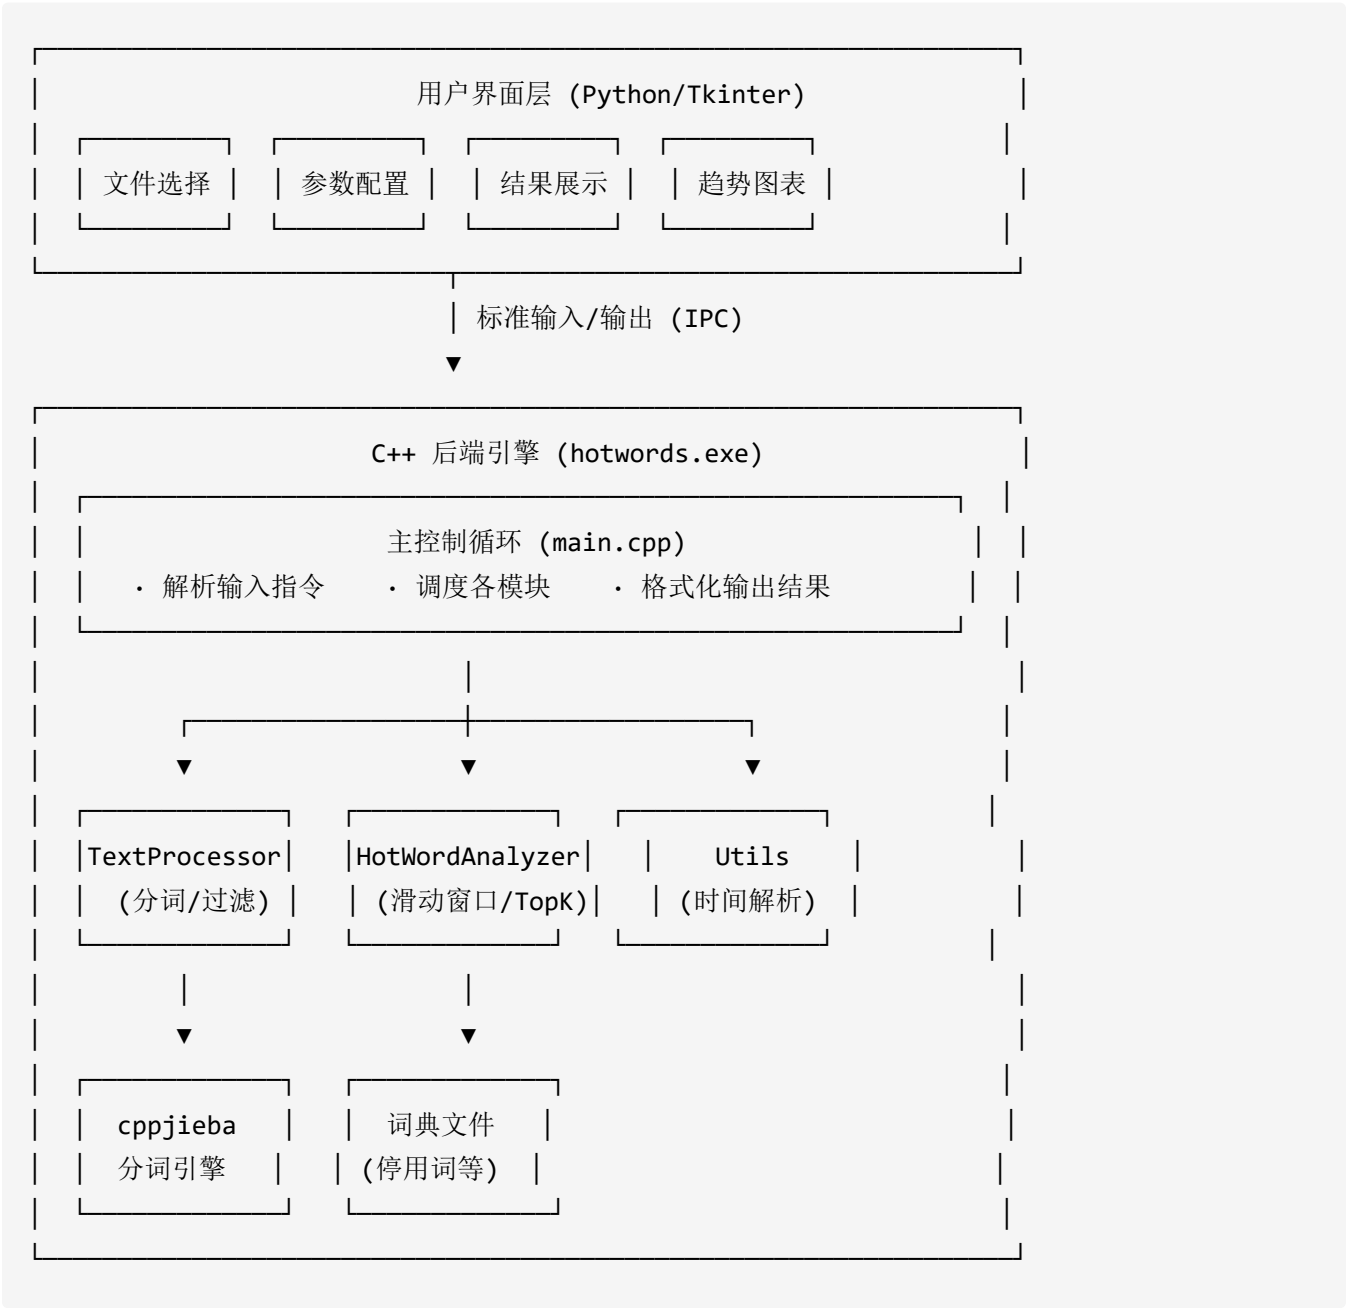 用户界面层 (Python/Tkinter)
文件选择 参数配置 结果展示 趋势图表
标准输入/输出 (IPC)
C++ 后端引擎 (hotwords.exe)
主控制循环 (main.cpp)
· 解析输入指令 · 调度各模块 · 格式化输出结果
TextProcessor HotWordAnalyzer Utils
(分词/过滤) (滑动窗口/TopK) (时间解析)
cppjieba 词典文件
分词引擎 (停用词等)